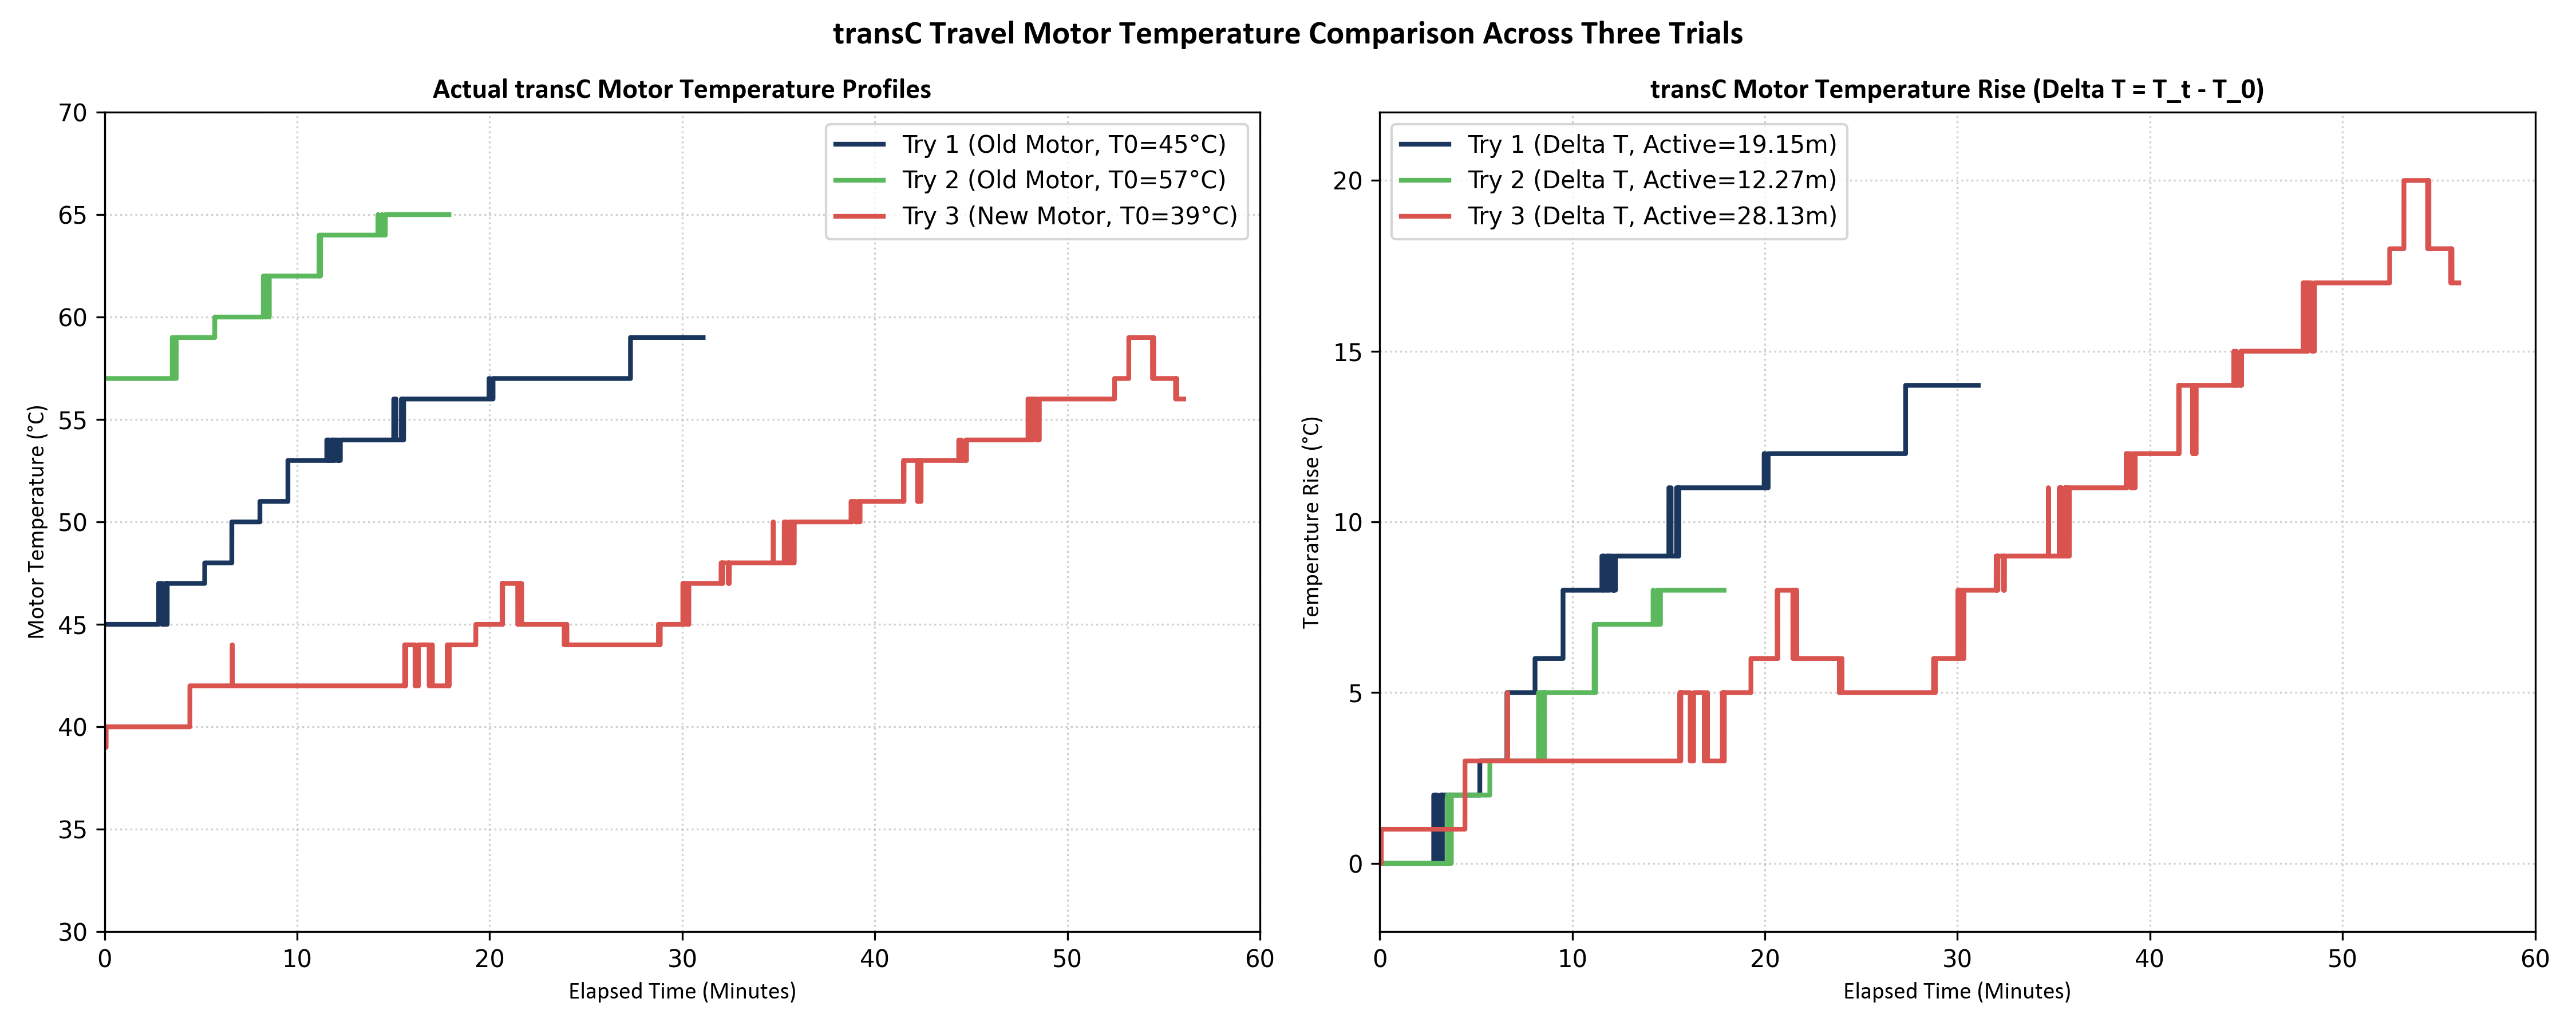 transC Travel Motor Temperature Comparison Across Three Trials
Actual transC Motor Temperature Profiles
70
65
60
55
50
45
40
35
30
Motor Temperature (°C)
Try 1 (Old Motor, T0=45°C)
Try 2 (Old Motor, T0=57°C)
Try 3 (New Motor, T0=39°C)
0 10 20 30 40 50 60
Elapsed Time (Minutes)
transC Motor Temperature Rise (Delta T = T_t - T_0)
20
15
10
5
0
Temperature Rise (°C)
Try 1 (Delta T, Active=19.15m)
Try 2 (Delta T, Active=12.27m)
Try 3 (Delta T, Active=28.13m)
0 10 20 30 40 50 60
Elapsed Time (Minutes)